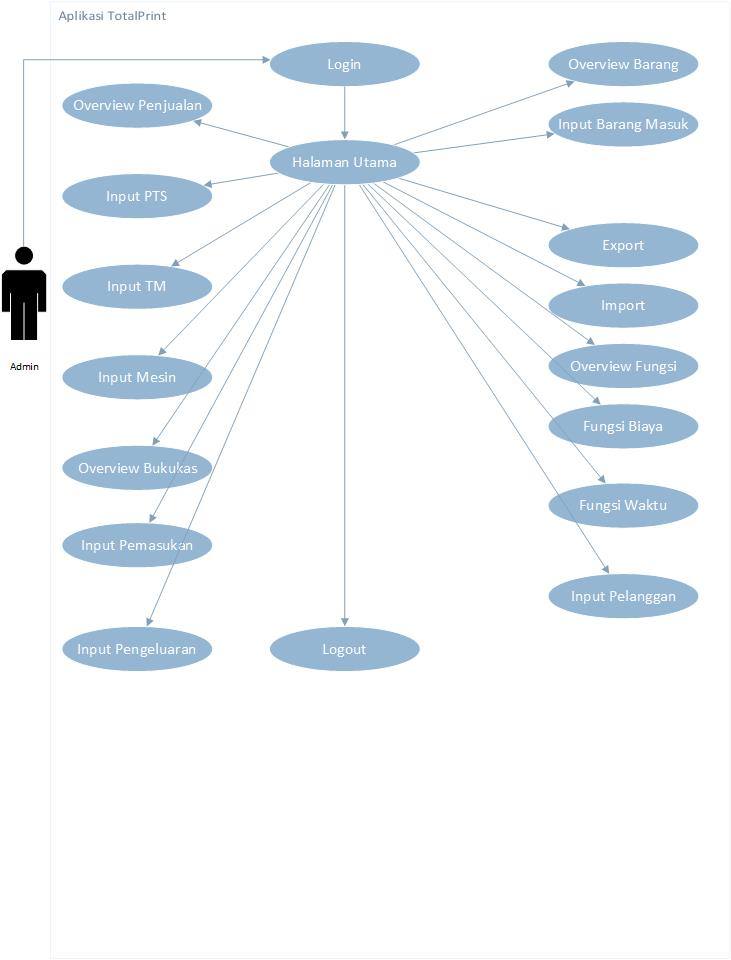 Aplikasi TotalPrint
Login
Overview Barang
Overview Penjualan
Input Barang Masuk
Halaman Utama
Input PTS
Export
Input TM
Import
Admin
Overview Fungsi
Input Mesin
Fungsi Biaya
Overview Bukukas
Fungsi Waktu
Input Pemasukan
Input Pelanggan
Input Pengeluaran
Logout